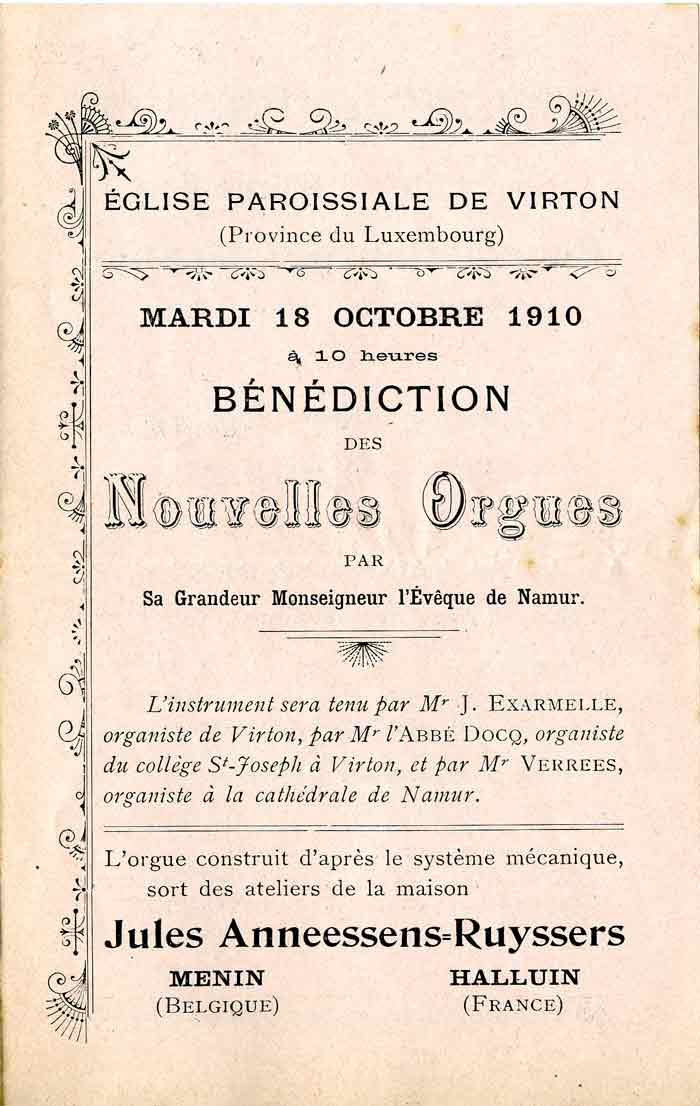 ÉGLISE PAROISSIALE DE VIRTON
(Province du Luxembourg)
MARDI 18 OCTOBRE 1910
à 10 heures
BÉNÉDICTION
DES
Nouvelles Orgues
PAR
Sa Grandeur Monseigneur l'Évêque de Namur.
L'instrument sera tenu par Mr J. EXARMELLE,
organiste de Virton, par Mr l'ABBÉ DOCQ, organiste
du collège St-Joseph à Virton, et par Mr VERREES,
organiste à la cathédrale de Namur.
L'orgue construit d'après le système mécanique,
sort des ateliers de la maison
Jules Anneessens=Ruyssers
MENIN HALLUIN
(BELGIQUE) (FRANCE)